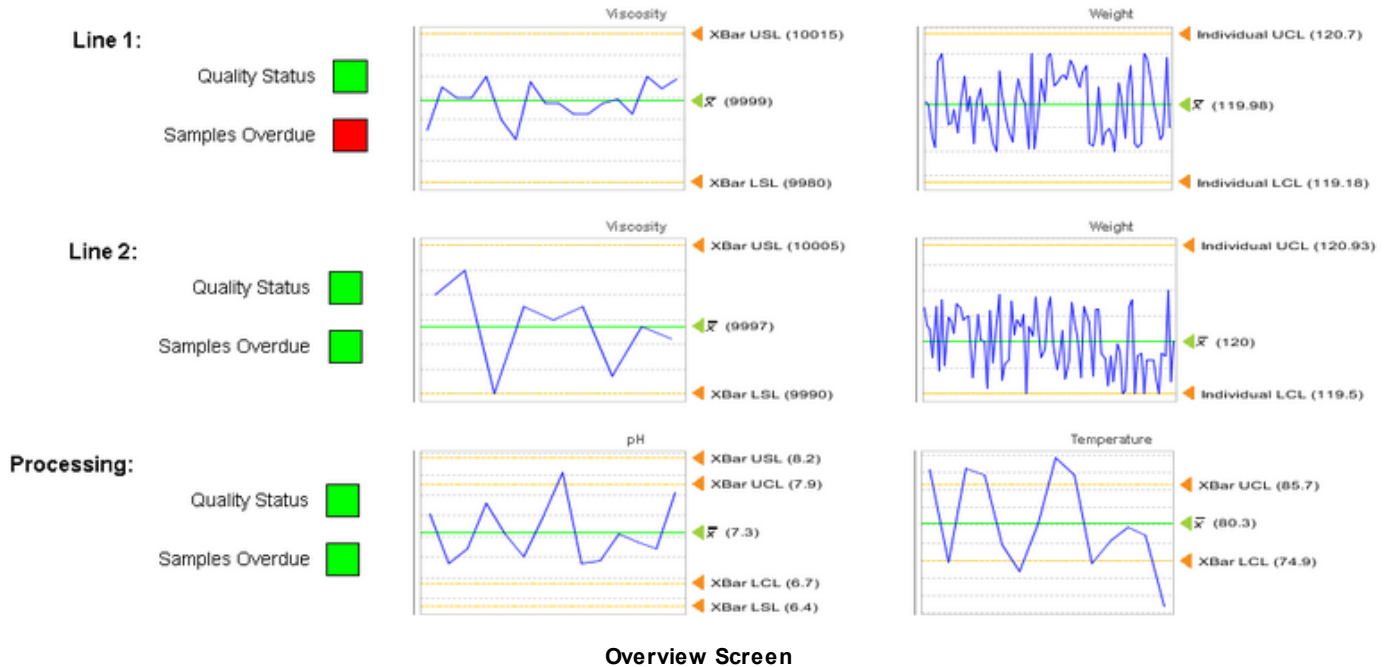 Viscosity
Weight
Line 1:
XBar USL (10015)
Individual UCL (120.7)
Quality Status
x̿ (9999)
x̄ (119.98)
Samples Overdue
XBar LSL (9980)
Individual LCL (119.18)
Viscosity
Weight
Line 2:
XBar USL (10005)
Individual UCL (120.93)
Quality Status
x̿ (9997)
x̄ (120)
Samples Overdue
XBar LSL (9990)
Individual LCL (119.5)
pH
Temperature
Processing:
XBar USL (8.2)
XBar UCL (7.9)
XBar UCL (85.7)
Quality Status
x̿ (7.3)
x̿ (80.3)
Samples Overdue
XBar LCL (6.7)
XBar LCL (74.9)
XBar LSL (6.4)
Overview Screen